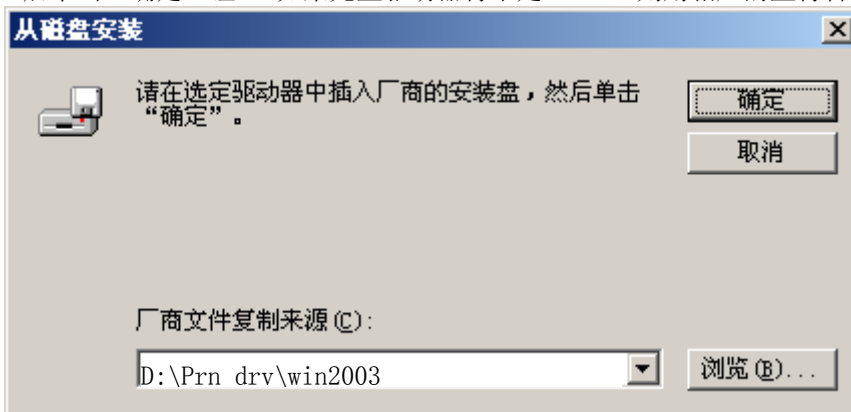 从磁盘安装
请在选定驱动器中插入厂商的安装盘，然后单击
“确定”。
确定
取消
厂商文件复制来源(C):
D:\Prn drv\win2003
浏览(B)...